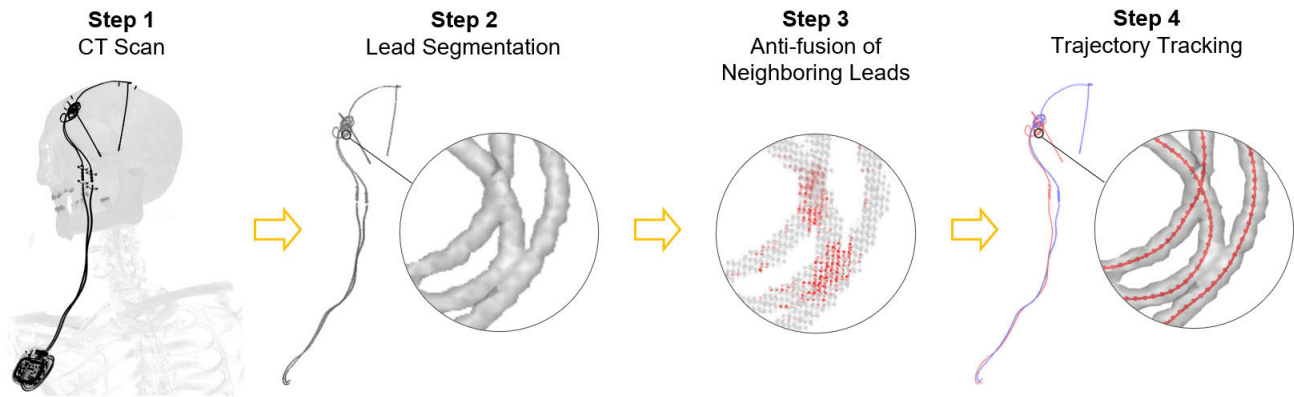 Step 1
CT Scan
Step 2
Lead Segmentation
Step 3
Anti-fusion of
Neighboring Leads
Step 4
Trajectory Tracking